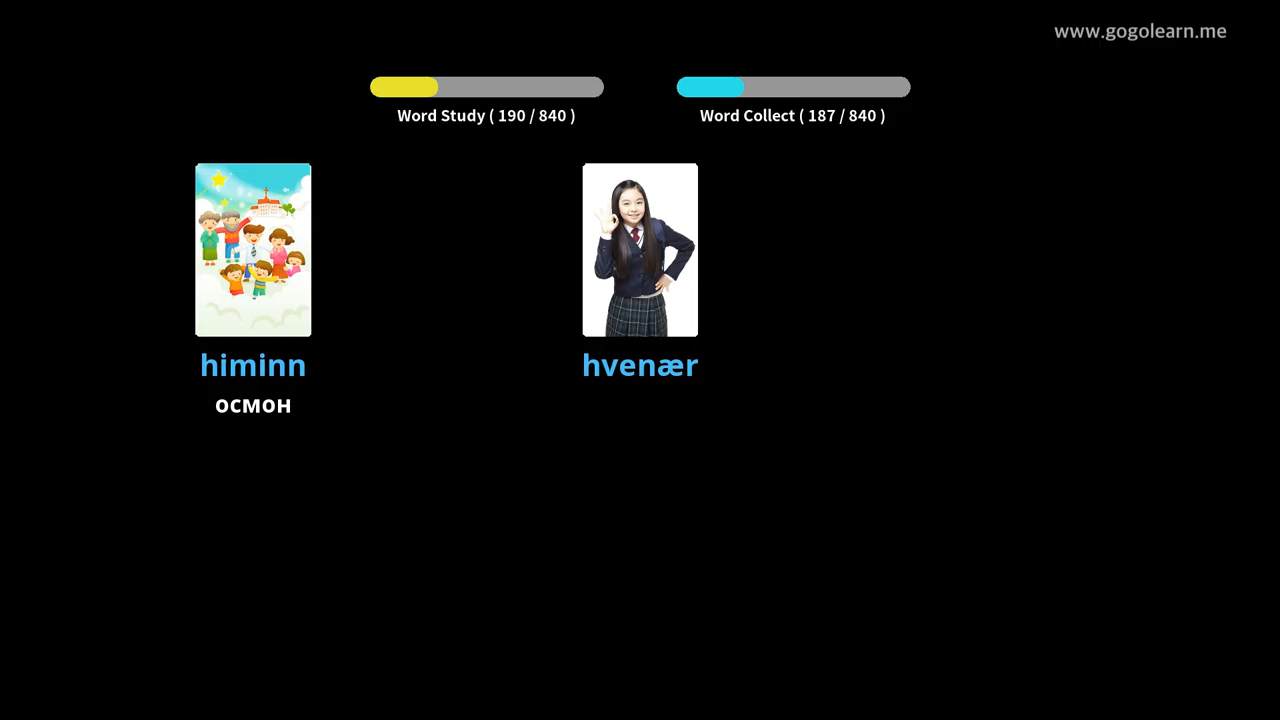 www.gogolearn.me
Word Study ( 190 / 840 )
Word Collect ( 187 / 840 )
himinn
осмон
hvenær